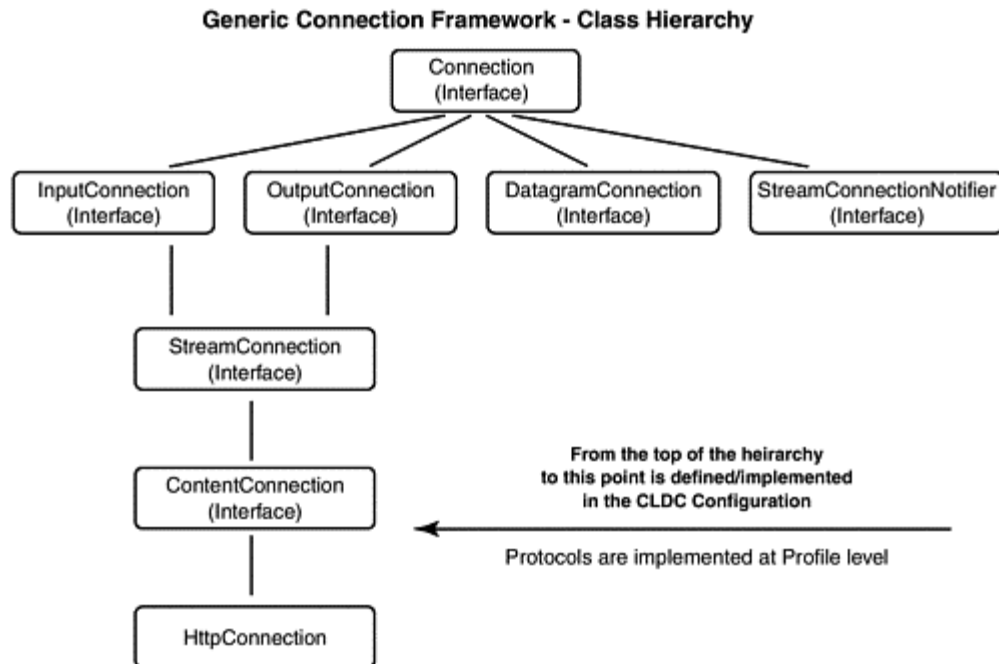 Generic Connection Framework - Class Hierarchy
Connection
(Interface)
InputConnection
(Interface)
OutputConnection
(Interface)
DatagramConnection
(Interface)
StreamConnectionNotifier
(Interface)
StreamConnection
(Interface)
ContentConnection
(Interface)
From the top of the heirarchy
to this point is defined/implemented
in the CLDC Configuration
Protocols are implemented at Profile level
HttpConnection